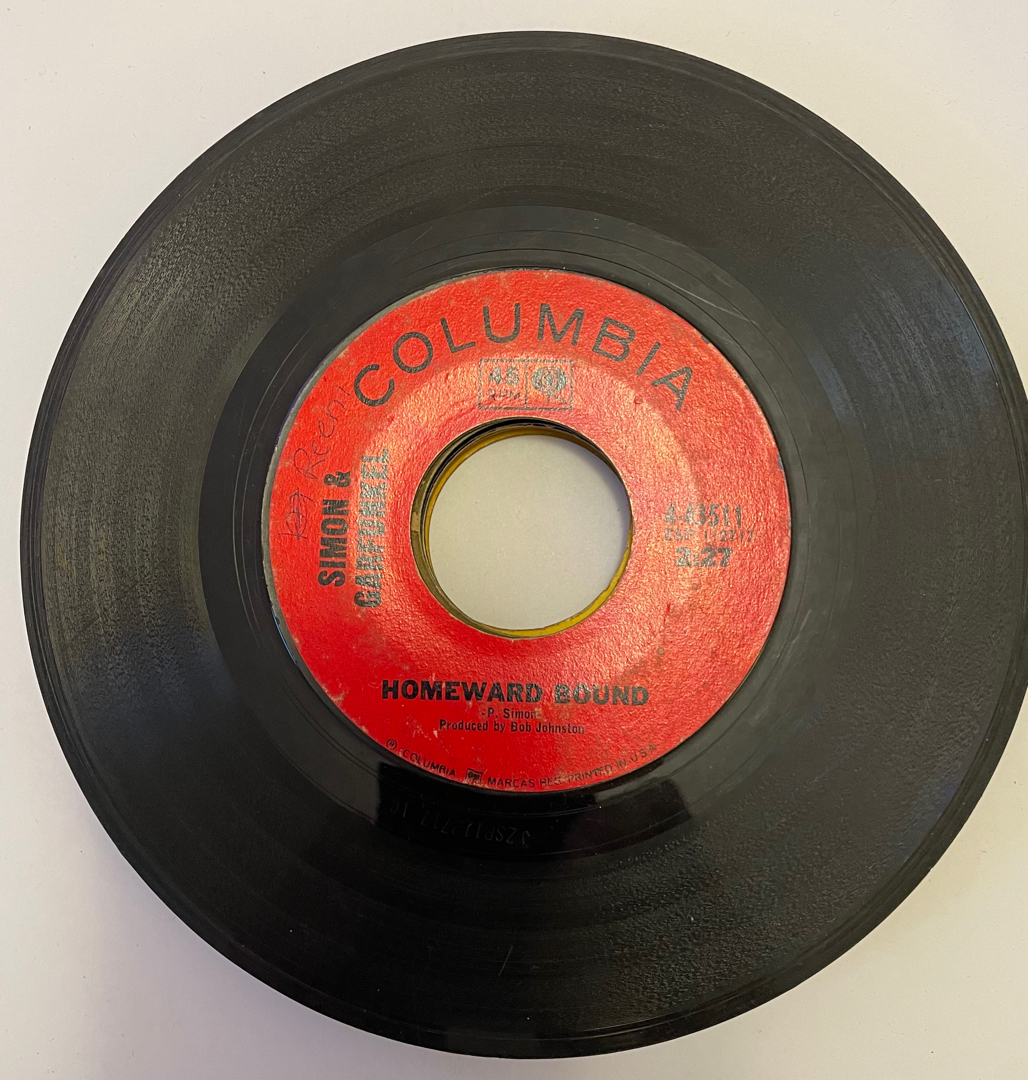 COLUMBIA
45
RPM
SIMON &
GARFUNKEL
4-43511
2:27
HOMEWARD BOUND
-P. Simon-
Produced by Bob Johnston
® COLUMBIA MARCAS REG. PRINTED IN U.S.A.